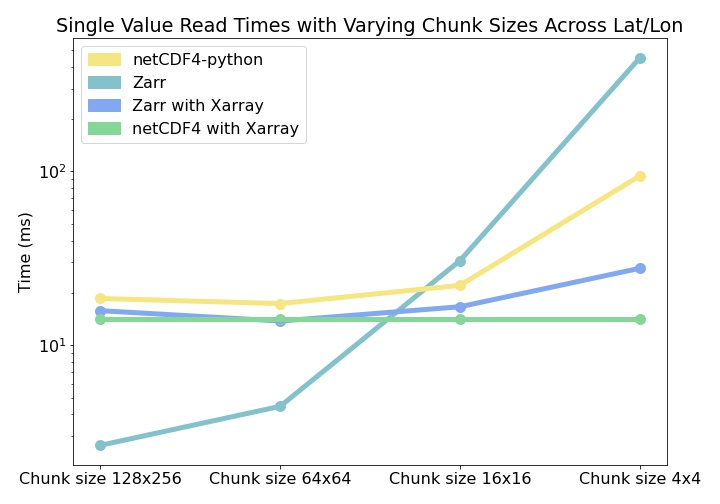 Single Value Read Times with Varying Chunk Sizes Across Lat/Lon
netCDF4-python
Zarr
Zarr with Xarray
netCDF4 with Xarray
Time (ms)
10²
10¹
Chunk size 128x256 Chunk size 64x64 Chunk size 16x16 Chunk size 4x4